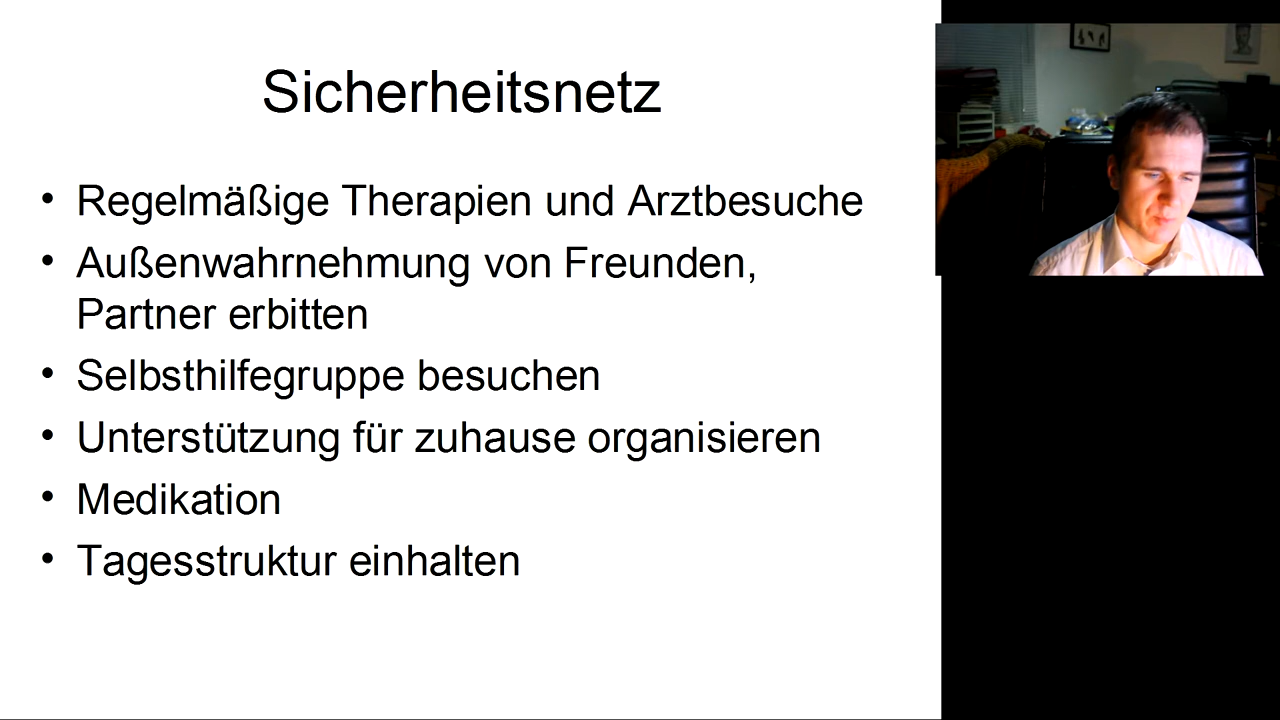 Sicherheitsnetz
• Regelmäßige Therapien und Arztbesuche
• Außenwahrnehmung von Freunden,
Partner erbitten
• Selbsthilfegruppe besuchen
• Unterstützung für zuhause organisieren
• Medikation
• Tagesstruktur einhalten